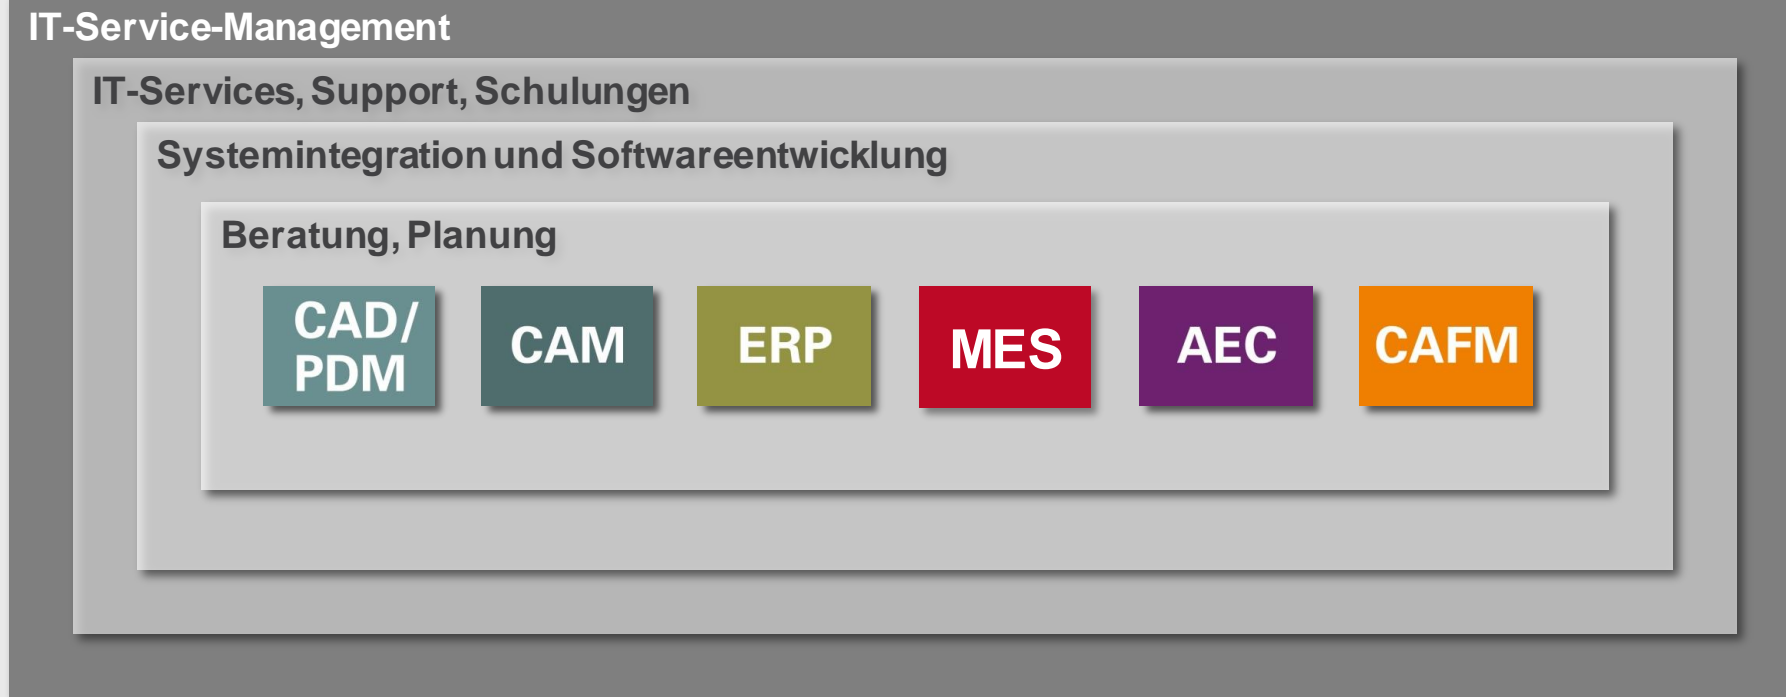 IT-Service-Management
IT-Services, Support, Schulungen
Systemintegration und Softwareentwicklung
Beratung, Planung
CAD/
PDM
CAM
ERP
MES
AEC
CAFM